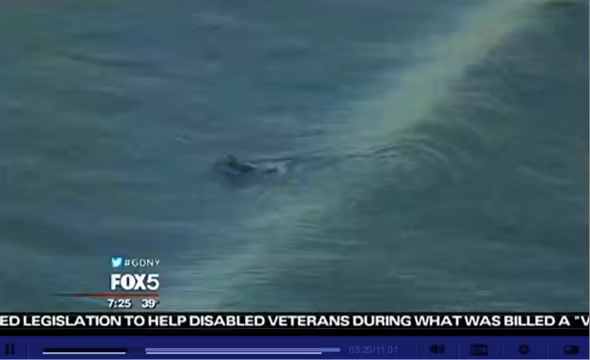 #GDNY
FOX5
7:25 39°
ED LEGISLATION TO HELP DISABLED VETERANS DURING WHAT WAS BILLED A "V
03:20/11:01